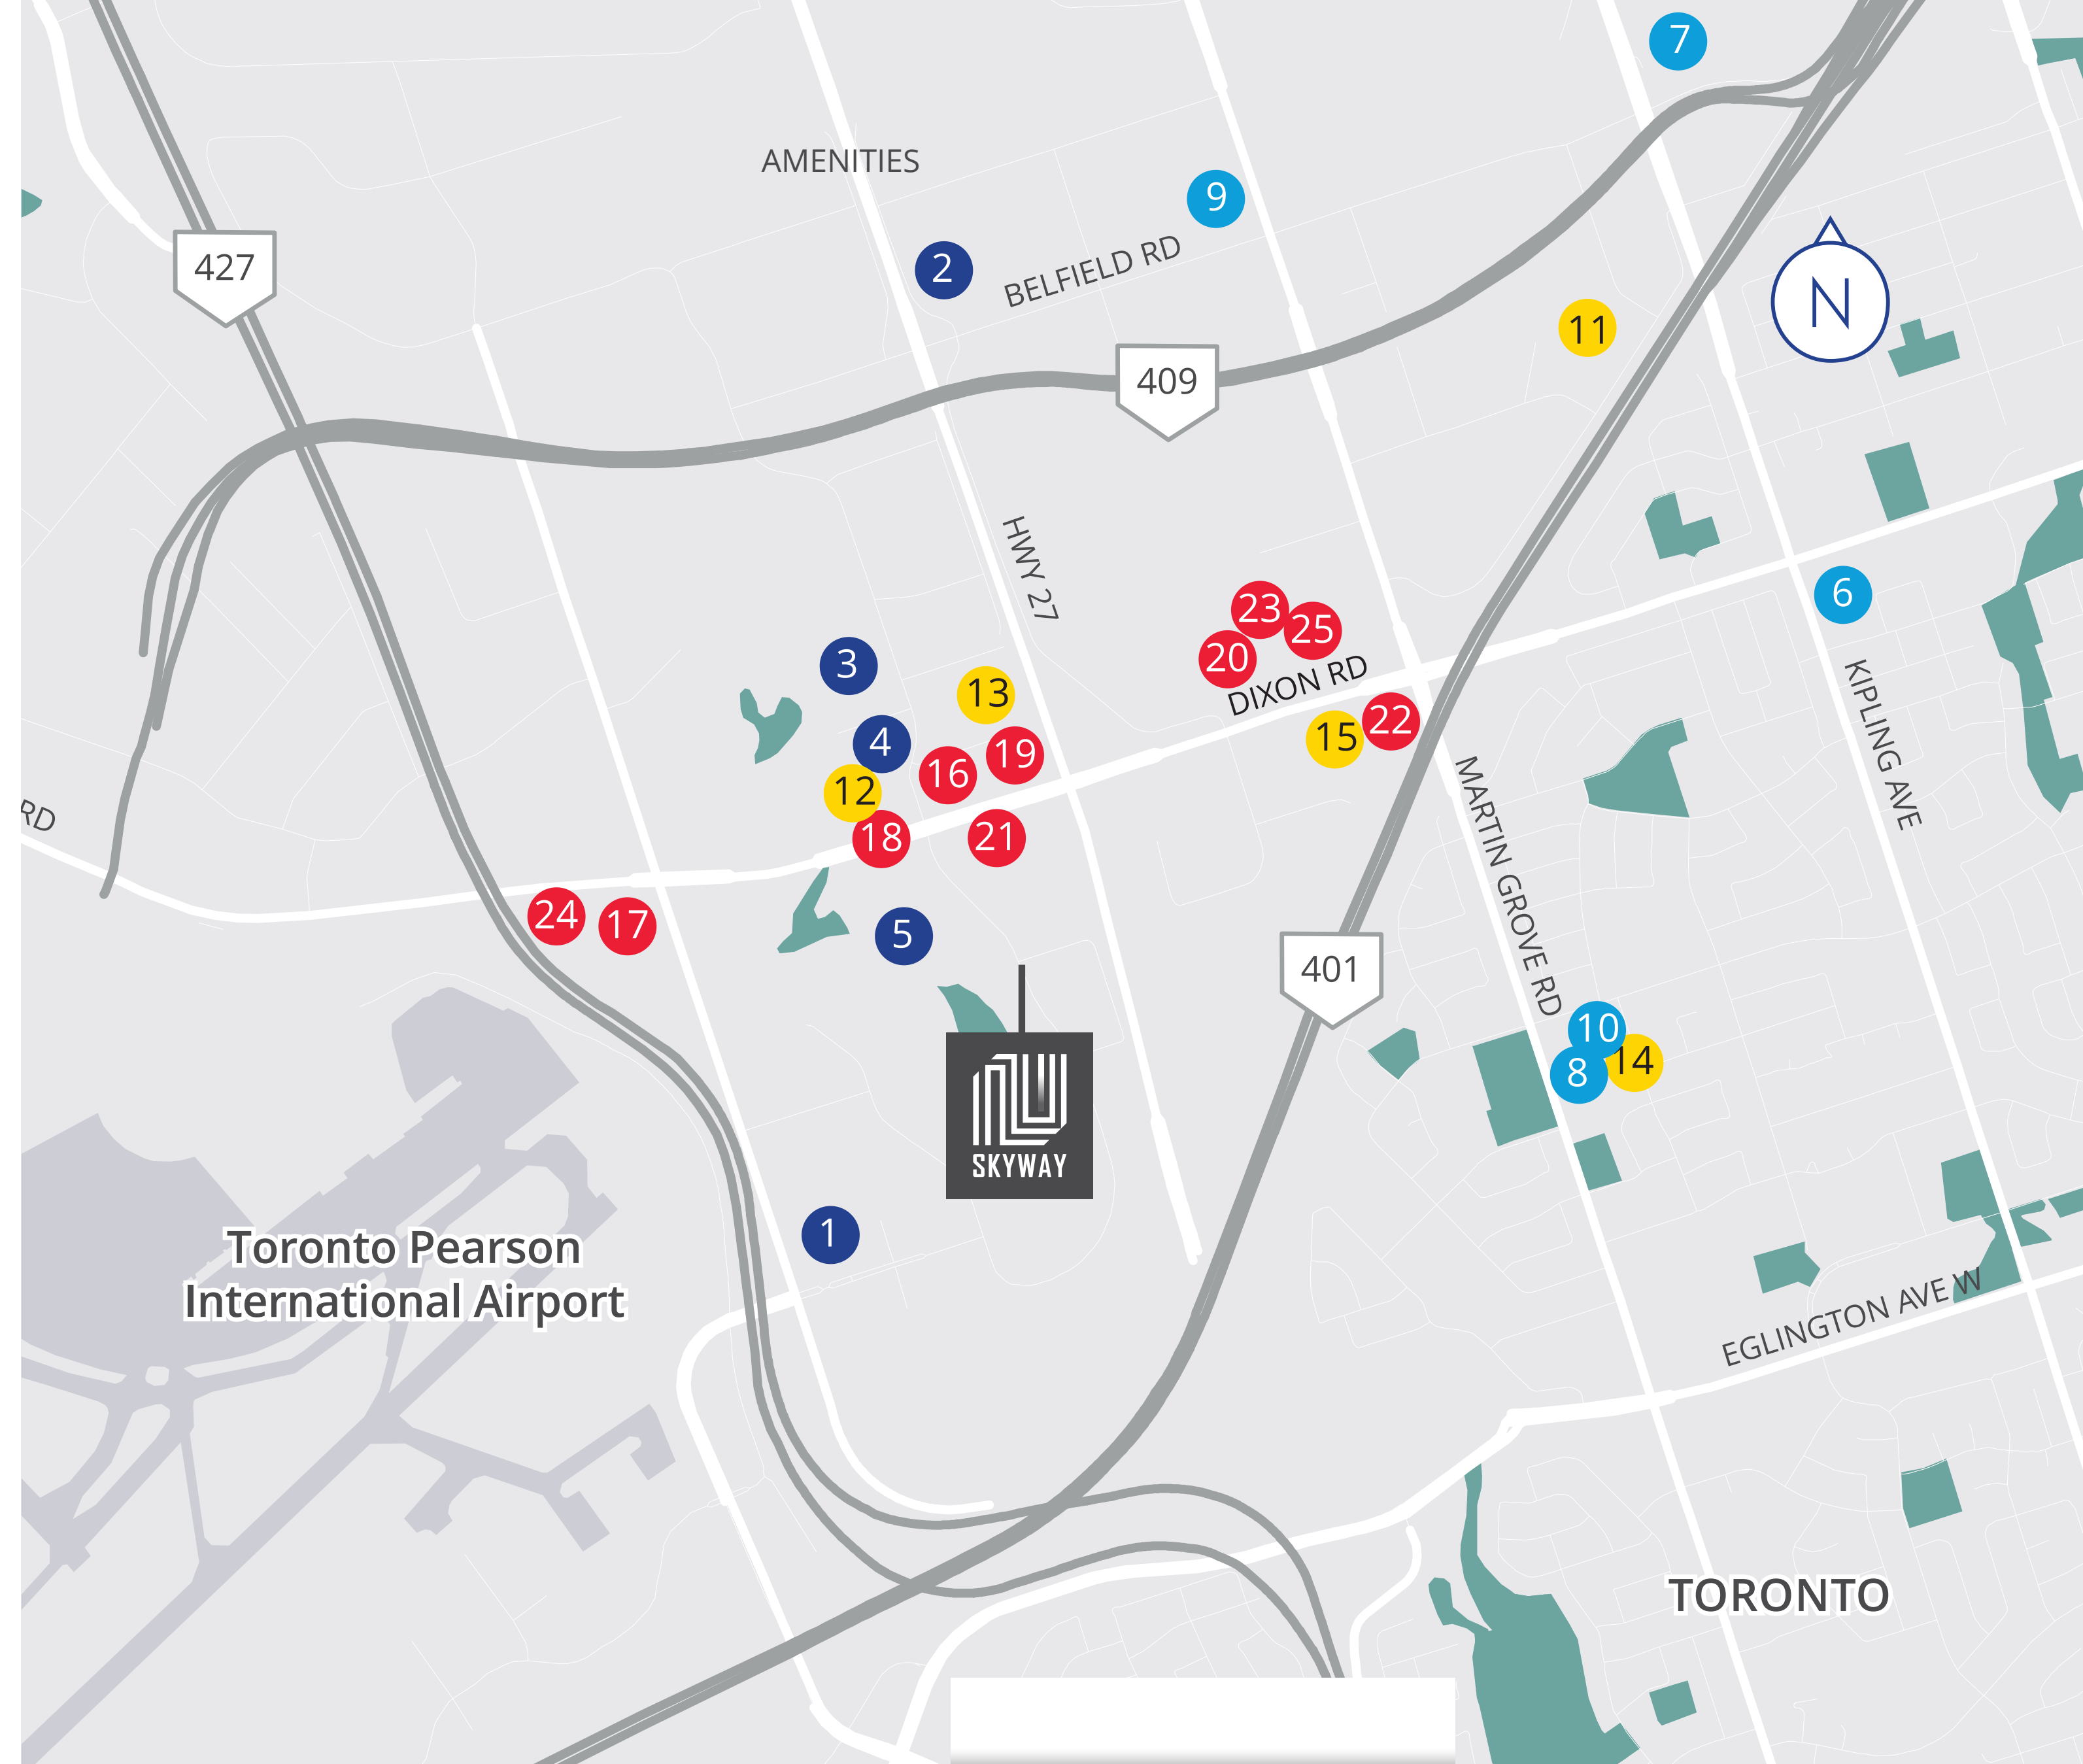 7
AMENITIES
9
2
BELFIELD RD
427
N
11
409
HWY 27
6
23
25
20
DIXON RD
3
13
22
15
4
19
16
12
18
21
KIPLING AVE
RD
MARTIN GROVE RD
24
17
5
401
10
14
8
SKYWAY
1
Toronto Pearson
International Airport
EGLINGTON AVE W
TORONTO